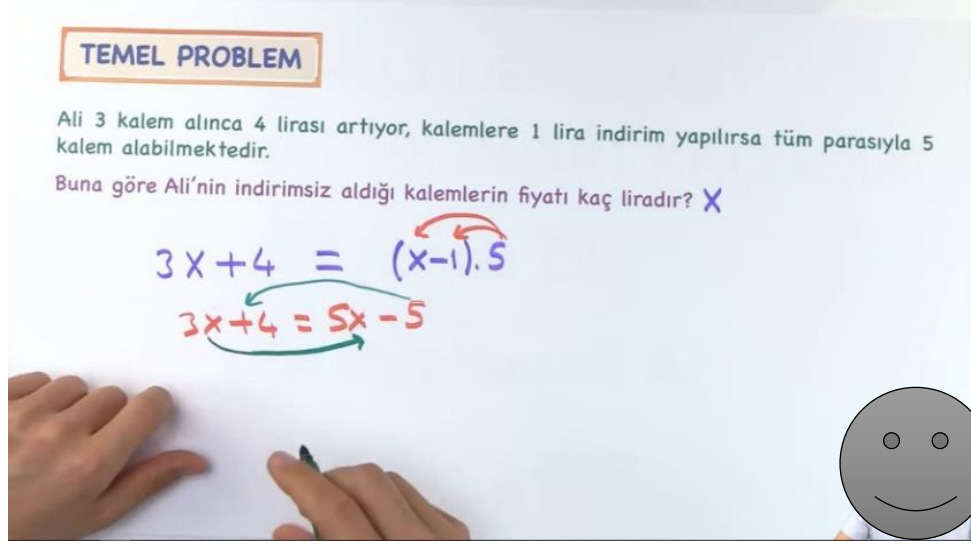 TEMEL PROBLEM
Ali 3 kalem alınca 4 lirası artıyor, kalemlere 1 lira indirim yapılırsa tüm parasıyla 5
kalem alabilmektedir.
Buna göre Ali'nin indirimsiz aldığı kalemlerin fiyatı kaç liradır? X
3x+4 = (x-1).5
3x+4 = 5x-5